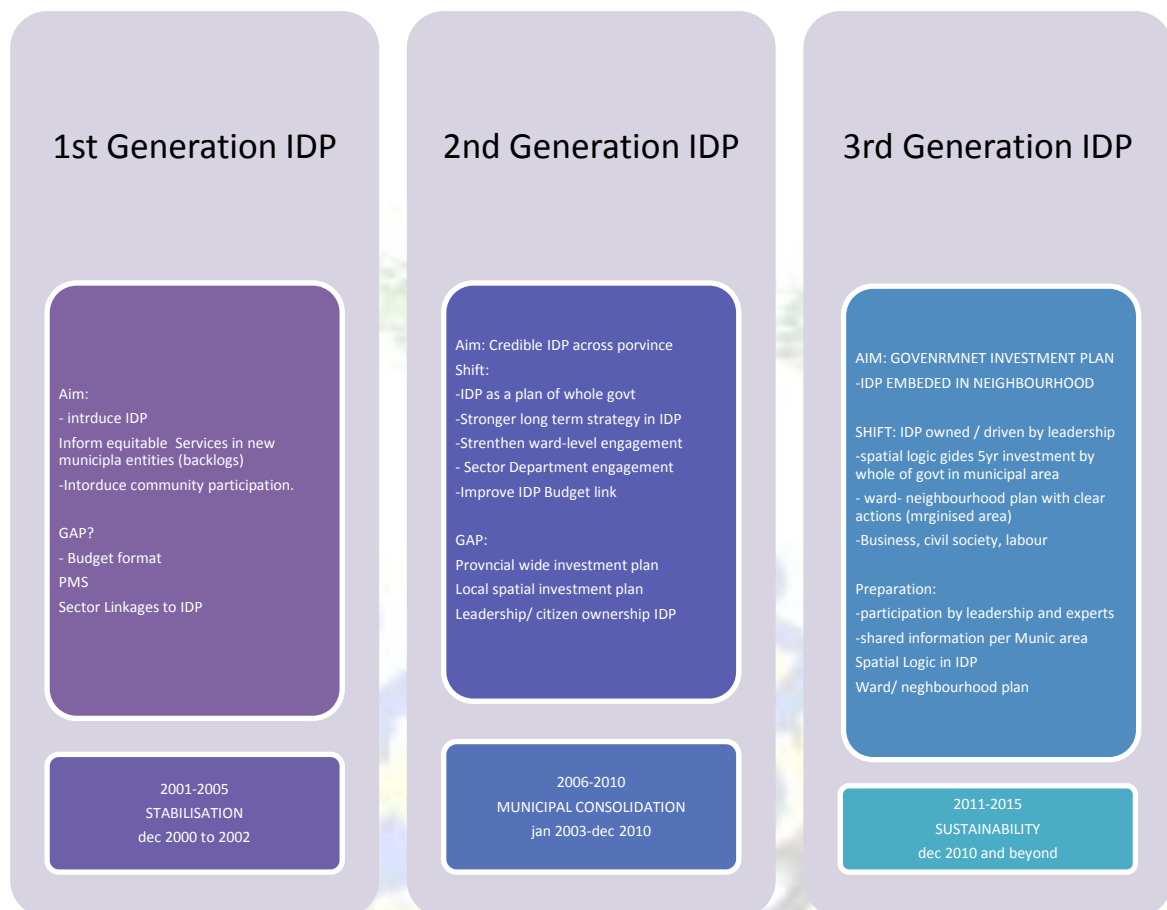 1st Generation IDP
Aim:
- intrduce IDP
Inform equitable Services in new
municipla entities (backlogs)
-Intorduce community participation.
GAP?
- Budget format
PMS
Sector Linkages to IDP
2001-2005
STABILISATION
dec 2000 to 2002
2nd Generation IDP
Aim: Credible IDP across porvince
Shift:
-IDP as a plan of whole govt
-Stronger long term strategy in IDP
-Strenthen ward-level engagement
- Sector Department engagement
-Improve IDP Budget link
GAP:
Provncial wide investment plan
Local spatial investment plan
Leadership/ citizen ownership IDP
2006-2010
MUNICIPAL CONSOLIDATION
jan 2003-dec 2010
3rd Generation IDP
AIM: GOVENRMNET INVESTMENT PLAN
-IDP EMBEDED IN NEIGHBOURHOOD
SHIFT: IDP owned / driven by leadership
-spatial logic gides 5yr investment by
whole of govt in municipal area
- ward- neighbourhood plan with clear
actions (mrginised area)
-Business, civil society, labour
Preparation:
-participation by leadership and experts
-shared information per Munic area
Spatial Logic in IDP
Ward/ neghbourhood plan
2011-2015
SUSTAINABILITY
dec 2010 and beyond